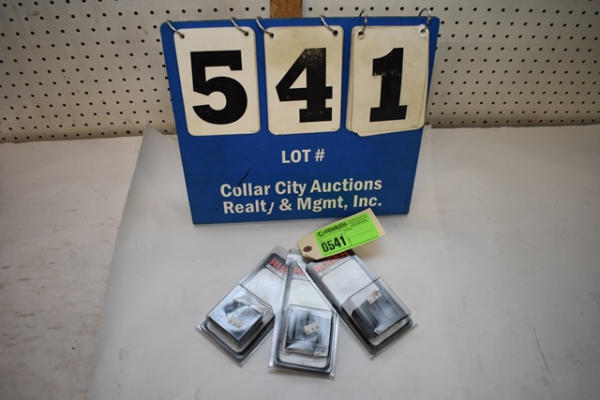 541
LOT #
Collar City Auctions
Realty & Mgmt, Inc.
0541